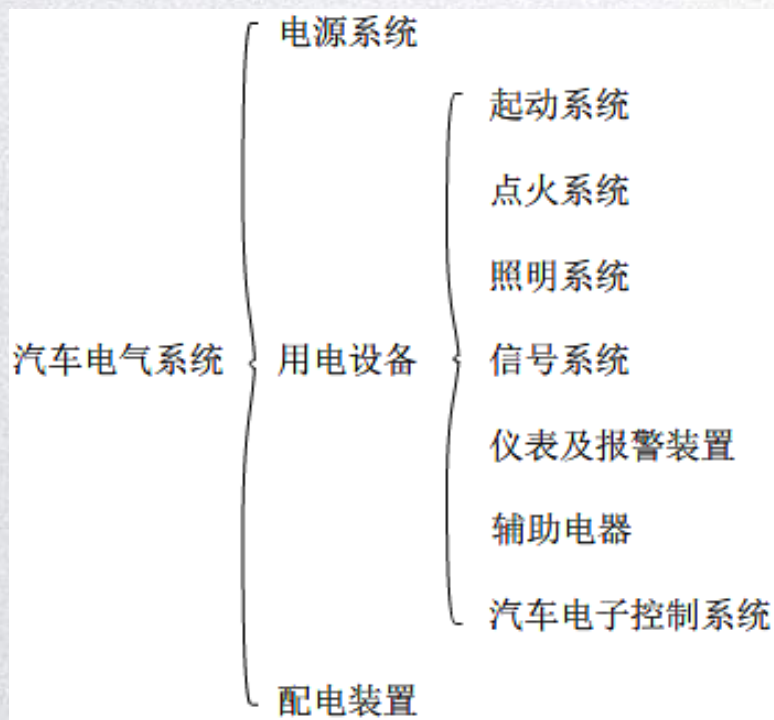 电源系统
起动系统
点火系统
照明系统
汽车电气系统 用电设备 信号系统
仪表及报警装置
辅助电器
汽车电子控制系统
配电装置